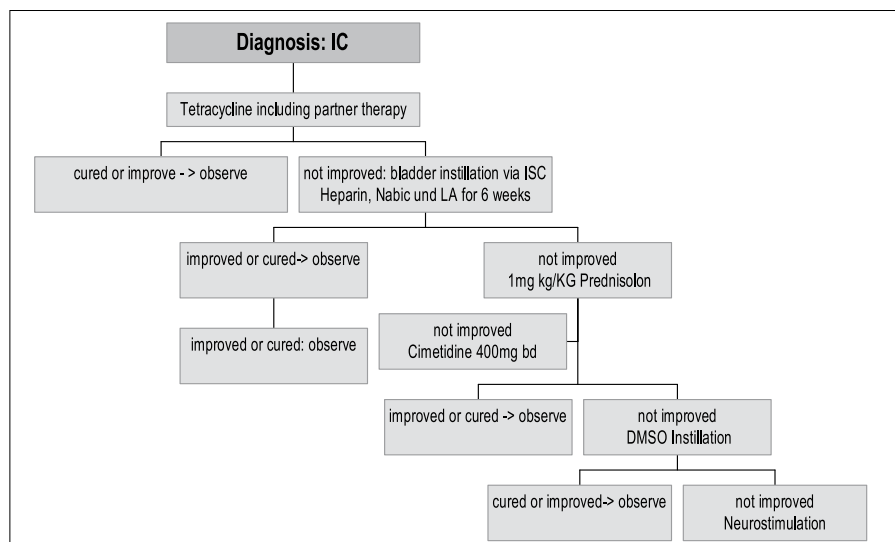 Diagnosis: IC
Tetracycline including partner therapy
cured or improve - > observe
not improved: bladder instillation via ISC
Heparin, Nabic und LA for 6 weeks
improved or cured-> observe
not improved
1mg kg/KG Prednisolon
improved or cured: observe
not improved
Cimetidine 400mg bd
improved or cured -> observe
not improved
DMSO Instillation
cured or improved-> observe
not improved
Neurostimulation